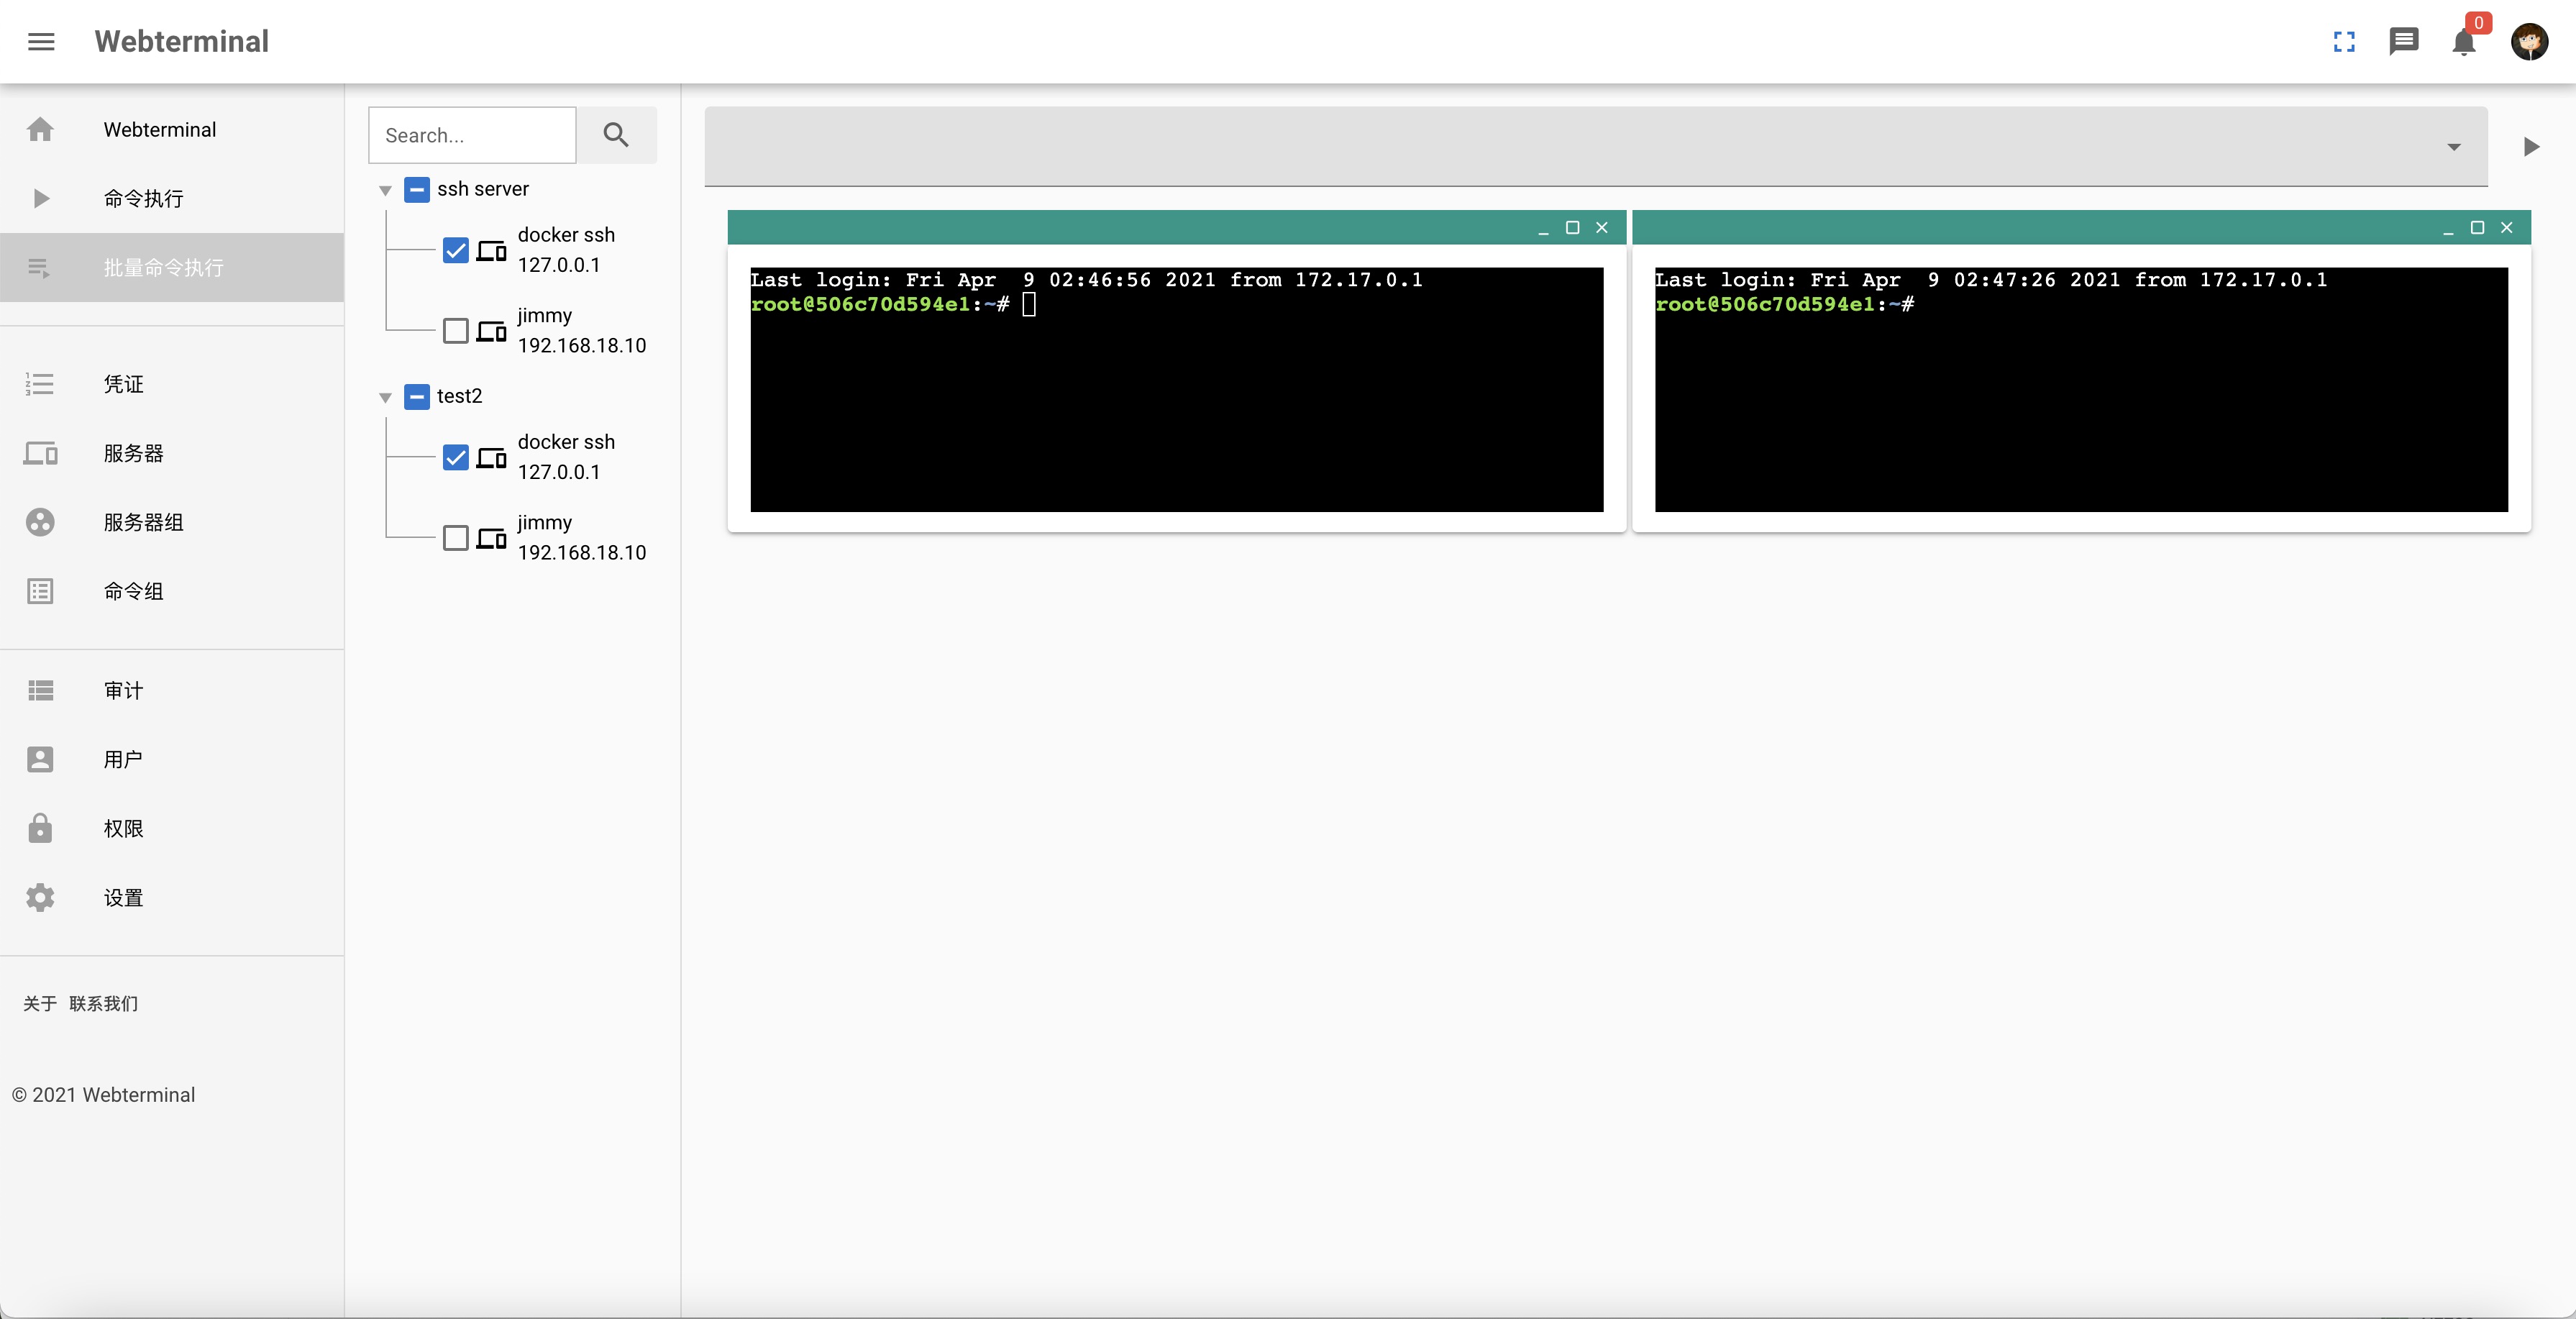 Webterminal
0
Webterminal
命令执行
批量命令执行
凭证
服务器
服务器组
命令组
审计
用户
权限
设置
关于 联系我们
© 2021 Webterminal
Search...
ssh server
docker ssh
127.0.0.1
jimmy
192.168.18.10
test2
docker ssh
127.0.0.1
jimmy
192.168.18.10
Last login: Fri Apr  9 02:46:56 2021 from 172.17.0.1
root@506c70d594e1:~#
Last login: Fri Apr  9 02:47:26 2021 from 172.17.0.1
root@506c70d594e1:~#